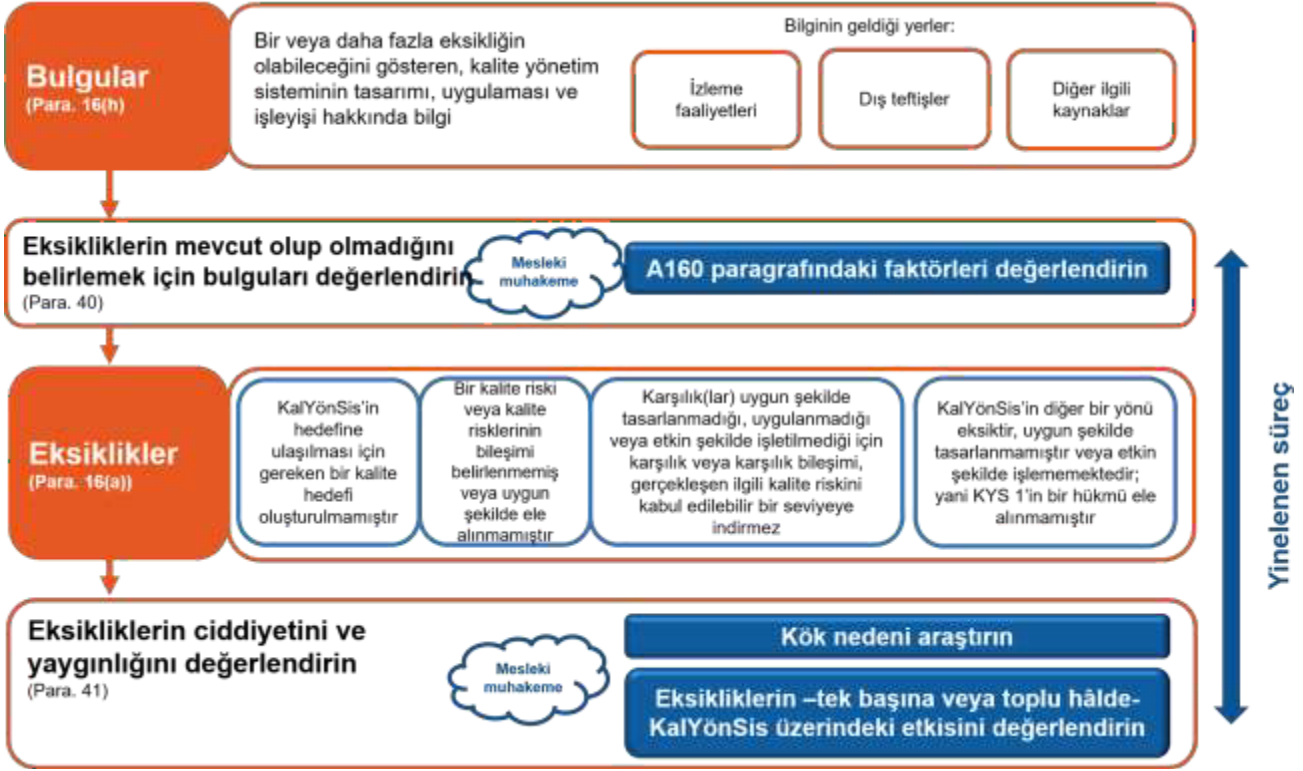 Bulgular
(Para. 16(h)
Bir veya daha fazla eksikliğin
olabileceğini gösteren, kalite yönetim
sisteminin tasarımı, uygulaması ve
işleyişi hakkında bilgi
Bilginin geldiği yerler:
İzleme
faaliyetleri
Dış teftişler
Diğer ilgili
kaynaklar
Eksikliklerin mevcut olup olmadığını
belirlemek için bulguları değerlendirin
(Para. 40)
Mesleki
muhakeme
A160 paragrafındaki faktörleri değerlendirin
Eksiklikler
(Para. 16(a))
KalYönSis’in
hedefine
ulaşılması için
gereken bir kalite
hedefi
oluşturulmamıştır
Bir kalite riski
veya kalite
risklerinin
bileşimi
belirlenmemiş
veya uygun
şekilde ele
alınmamıştır
Karşılık(lar) uygun şekilde
tasarlanmadığı, uygulanmadığı
veya etkin şekilde işletilmediği için
karşılık veya karşılık bileşimi,
gerçekleşen ilgili kalite riskini
kabul edilebilir bir seviyeye
indirmez
KalYönSis’in diğer bir yönü
eksiktir, uygun şekilde
tasarlanmamıştır veya etkin
şekilde işlememektedir;
yani KYS 1’in bir hükmü ele
alınmamıştır
Eksikliklerin ciddiyetini ve
yaygınlığını değerlendirin
(Para. 41)
Mesleki
muhakeme
Kök nedeni araştırın
Eksikliklerin –tek başına veya toplu hâlde-
KalYönSis üzerindeki etkisini değerlendirin
Yinelenen süreç